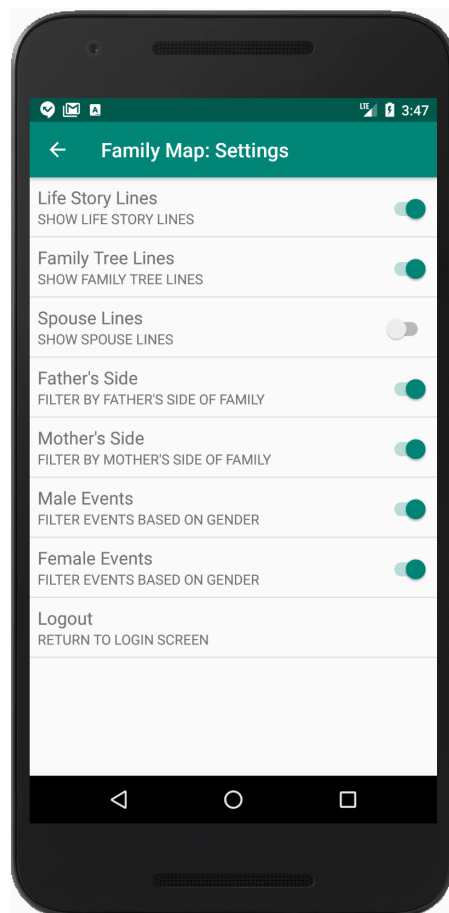 LTE 3:47
Family Map: Settings
Life Story Lines
SHOW LIFE STORY LINES
Family Tree Lines
SHOW FAMILY TREE LINES
Spouse Lines
SHOW SPOUSE LINES
Father's Side
FILTER BY FATHER'S SIDE OF FAMILY
Mother's Side
FILTER BY MOTHER'S SIDE OF FAMILY
Male Events
FILTER EVENTS BASED ON GENDER
Female Events
FILTER EVENTS BASED ON GENDER
Logout
RETURN TO LOGIN SCREEN